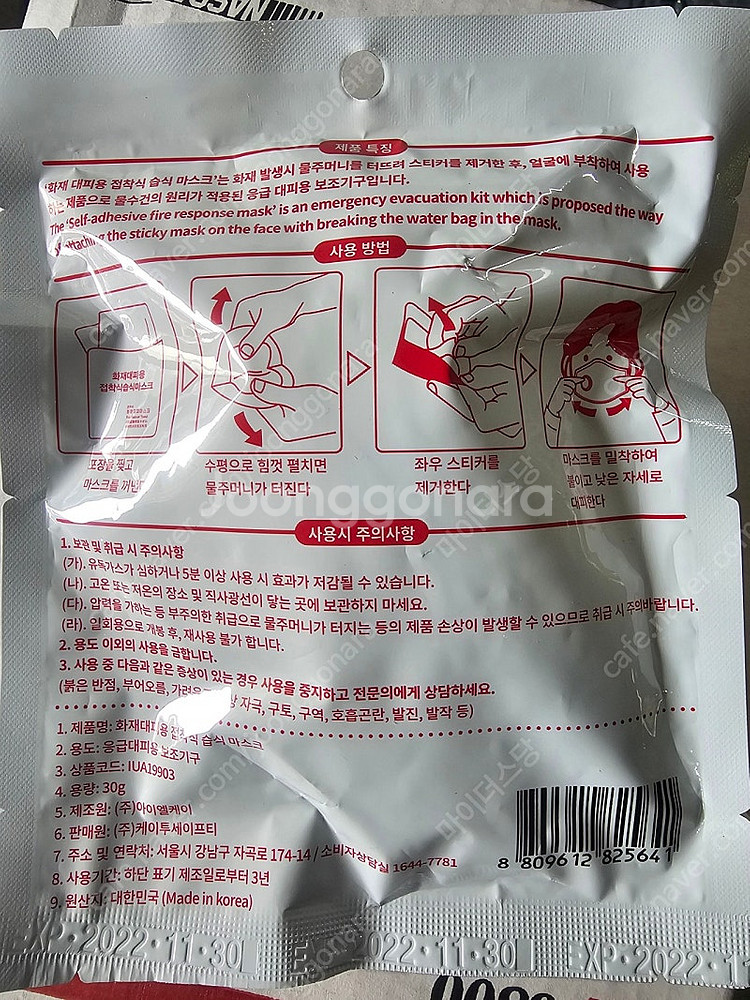 제품 특징
'화재 대피용 접착식 습식 마스크'는 화재 발생시 물주머니를 터뜨려 스티커를 제거한 후, 얼굴에 부착하여 사용
하는 제품으로 물수건의 원리가 적용된 응급 대피용 보조기구입니다.
The 'Self-adhesive fire response mask' is an emergency evacuation kit which is proposed the way
attaching the sticky mask on the face with breaking the water bag in the mask.
사용 방법
화재대피용
접착식습식마스크
포장을 찢고
마스크를 꺼낸다
수평으로 힘껏 펼치면
물주머니가 터진다
좌우 스티커를
제거한다
마스크를 밀착하여
붙이고 낮은 자세로
대피한다
사용시 주의사항
1. 보관 및 취급 시 주의사항
(가). 유독가스가 심하거나 5분 이상 사용 시 효과가 저감될 수 있습니다.
(나). 고온 또는 저온의 장소 및 직사광선이 닿는 곳에 보관하지 마세요.
(다). 압력을 가하는 등 부주의한 취급으로 물주머니가 터지는 등의 제품 손상이 발생할 수 있으므로 취급 시 주의바랍니다.
(라). 일회용으로 개봉 후, 재사용 불가 합니다.
2. 용도 이외의 사용을 금합니다.
3. 사용 중 다음과 같은 증상이 있는 경우 사용을 중지하고 전문의에게 상담하세요.
(붉은 반점, 부어오름, 자극, 구토, 구역, 호흡곤란, 발진, 발작 등)
1. 제품명: 화재대피용 접착식 습식 마스크
2. 용도: 응급대피용 보조기구
3. 상품코드: IUA19903
4. 용량: 30g
5. 제조원: (주)아이엘케이
6. 판매원: (주)케이투세이프티
7. 주소 및 연락처: 서울시 강남구 자곡로 174-14 / 소비자상담실 1644-7781
8. 사용기간: 하단 표기 제조일로부터 3년
9. 원산지: 대한민국 (Made in korea)
8 809612 825641
EXP·2022·11·30
2022·11·30
EXP·2022·1
joonggonara
마이더스당
cafe.naver.com/joonggonara